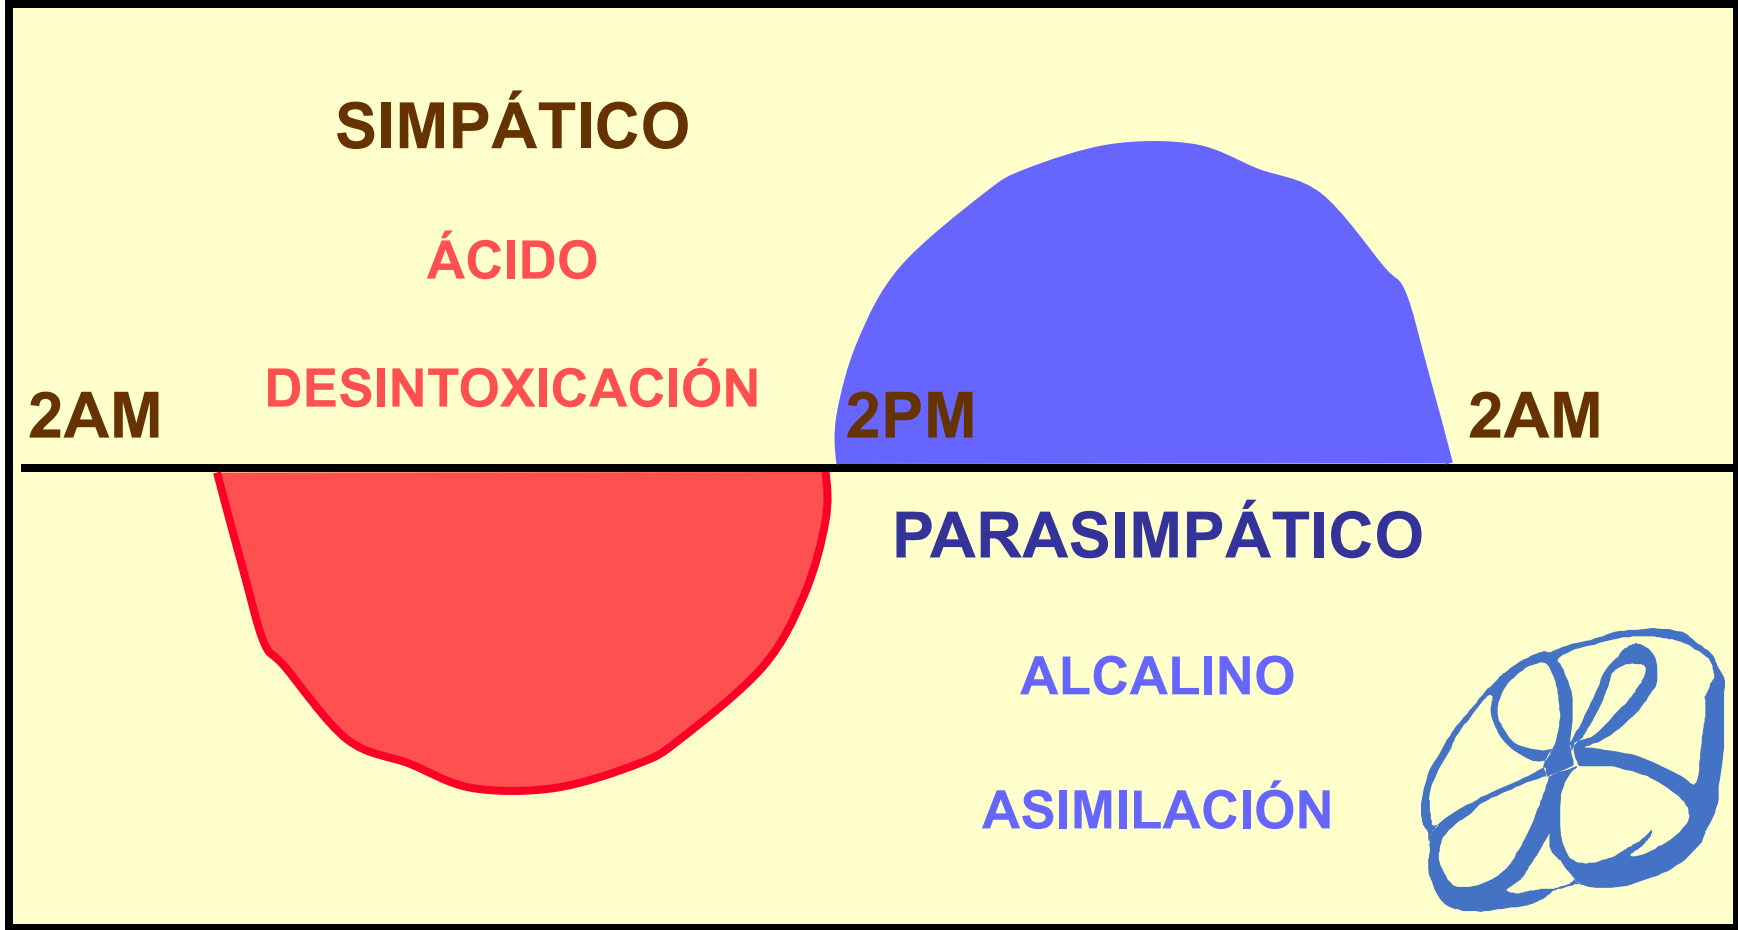 SIMPÁTICO
ÁCIDO
DESINTOXICACIÓN
2AM
2PM
2AM
PARASIMPÁTICO
ALCALINO
ASIMILACIÓN